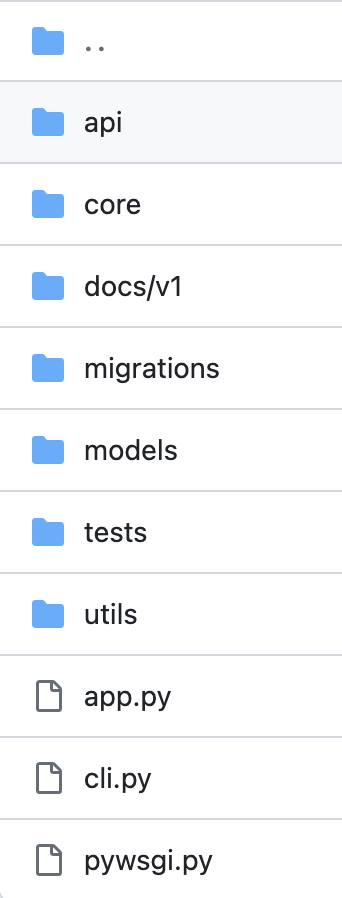 ..
api
core
docs/v1
migrations
models
tests
utils
app.py
cli.py
pywsgi.py